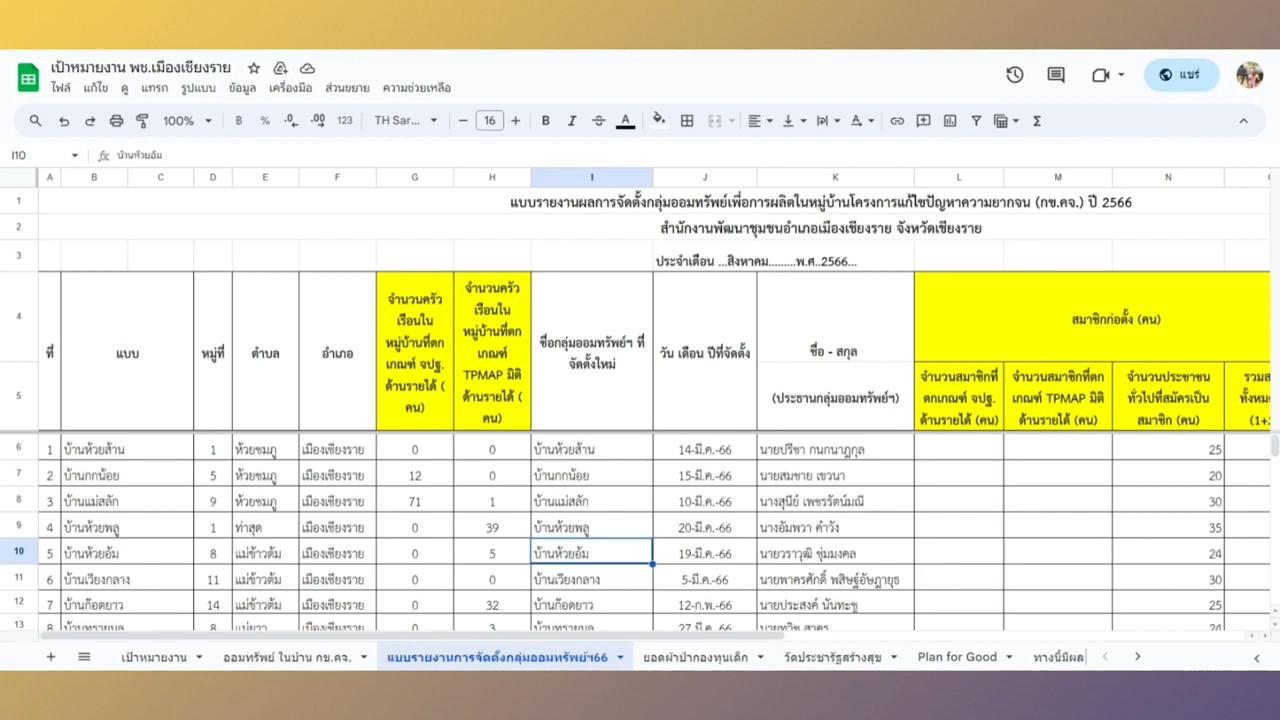 เป้าหมายงาน พช.เมืองเชียงราย
ไฟล์ แก้ไข ดู แทรก รูปแบบ ข้อมูล เครื่องมือ ส่วนขยาย ความช่วยเหลือ
แชร์
100% B % .0 .00 123 TH Sar... 16 B I A
I10 fx บ้านห้วยอ้ม
A B C D E F G H I J K L M N
1 แบบรายงานผลการจัดตั้งกลุ่มออมทรัพย์เพื่อการผลิตในหมู่บ้านโครงการแก้ไขปัญหาความยากจน (กข.คจ.) ปี 2566
2 สำนักงานพัฒนาชุมชนอำเภอเมืองเชียงราย จังหวัดเชียงราย
3 ประจำเดือน ...สิงหาคม.........พ.ศ..2566...
4
5
ที่
แบบ
หมู่ที่
ตำบล
อำเภอ
จำนวนครัว
เรือนใน
หมู่บ้านที่ตก
เกณฑ์ จปฐ.
ด้านรายได้ (
คน)
จำนวนครัว
เรือนใน
หมู่บ้านที่ตก
เกณฑ์
TPMAP มิติ
ด้านรายได้ (
คน)
ชื่อกลุ่มออมทรัพย์ฯ ที่
จัดตั้งใหม่
วัน เดือน ปีที่จัดตั้ง
ชื่อ - สกุล
(ประธานกลุ่มออมทรัพย์ฯ)
สมาชิกก่อตั้ง (คน)
จำนวนสมาชิกที่
ตกเกณฑ์ จปฐ.
ด้านรายได้ (คน)
จำนวนสมาชิกที่ตก
เกณฑ์ TPMAP มิติ
ด้านรายได้ (คน)
จำนวนประชาชน
ทั่วไปที่สมัครเป็น
สมาชิก (คน)
6 1 บ้านห้วยส้าน 1 ห้วยชมภู เมืองเชียงราย 0 0 บ้านห้วยส้าน 14-มี.ค.-66 นายปรีชา กนกนาฏกุล 25
7 2 บ้านกกน้อย 5 ห้วยชมภู เมืองเชียงราย 12 0 บ้านกกน้อย 15-มี.ค.-66 นายสมชาย เชวนา 20
8 3 บ้านแม่สลัก 9 ห้วยชมภู เมืองเชียงราย 71 1 บ้านแม่สลัก 10-มี.ค.-66 นางสุนีย์ เพชรรัตน์มณี 30
9 4 บ้านห้วยพลู 1 ท่าสุด เมืองเชียงราย 0 39 บ้านห้วยพลู 20-มี.ค.-66 นางอัมพวา คำวัง 35
10 5 บ้านห้วยอ้ม 8 แม่ข้าวต้ม เมืองเชียงราย 0 5 บ้านห้วยอ้ม 19-มี.ค.-66 นายวราวุฒิ ชุ่มมงคล 24
11 6 บ้านเวียงกลาง 11 แม่ข้าวต้ม เมืองเชียงราย 0 0 บ้านเวียงกลาง 5-มี.ค.-66 นายพาครศักดิ์ พสิษฐ์อัษฎายุธ 30
12 7 บ้านก๊อดยาว 14 แม่ข้าวต้ม เมืองเชียงราย 0 32 บ้านก๊อดยาว 12-ก.พ.-66 นายประสงค์ นันทะชู 25
13 8 8 เมืองเชียงราย 0 3 24
+ เป้าหมายงาน ออมทรัพย์ ในบ้าน กข.คจ. แบบรายงานการจัดตั้งกลุ่มออมทรัพย์ฯ66 ยอดผ้าป่ากองทุนเด็ก วัดประชารัฐสร้างสุข Plan for Good ทางนี้มีผล